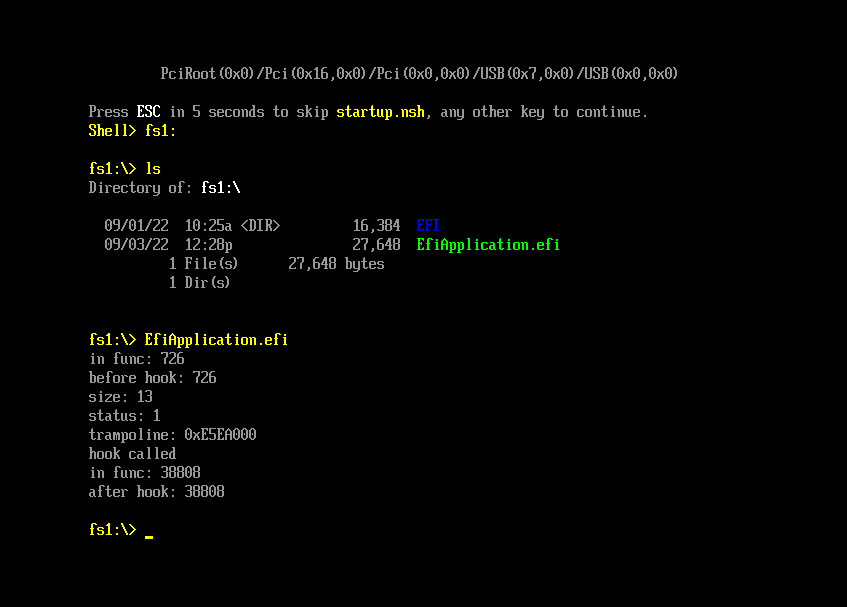 PciRoot(0x0)/Pci(0x16,0x0)/Pci(0x0,0x0)/USB(0x7,0x0)/USB(0x0,0x0)
Press ESC in 5 seconds to skip startup.nsh, any other key to continue.
Shell> fs1:
fs1:\> ls
Directory of: fs1:\
09/01/22  10:25a <DIR>         16,384  EFI
09/03/22  12:28p               27,648  EfiApplication.efi
1 File(s)      27,648 bytes
1 Dir(s)
fs1:\> EfiApplication.efi
in func: 726
before hook: 726
size: 13
status: 1
trampoline: 0xE5EA000
hook called
in func: 38808
after hook: 38808
fs1:\> _